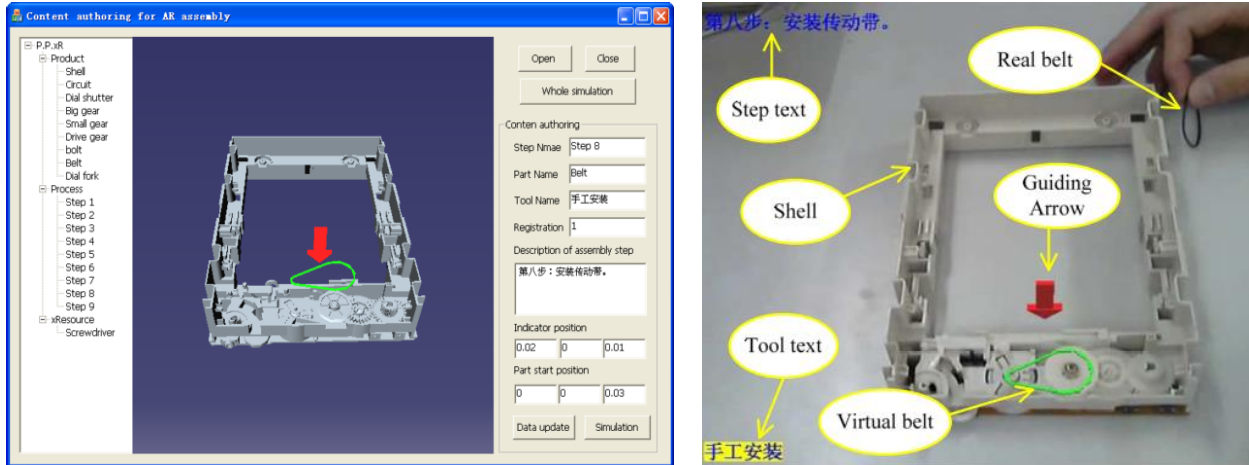 Content authoring for AR assembly
P.P.xR
Product
Shell
Circuit
Dial shutter
Big gear
Small gear
Drive gear
bolt
Belt
Dial fork
Process
Step 1
Step 2
Step 3
Step 4
Step 5
Step 6
Step 7
Step 8
Step 9
xResource
Screwdriver
Open
Close
Whole simulation
Conten authoring
Step Nmae
Step 8
Part Name
Belt
Tool Name
手工安装
Registration
1
Description of assembly step
第八步：安装传动带。
Indicator position
0.02
0
0.01
Part start position
0
0
0.03
Data update
Simulation
第八步：安装传动带。
Real belt
Step text
Guiding
Arrow
Shell
Tool text
Virtual belt
手工安装